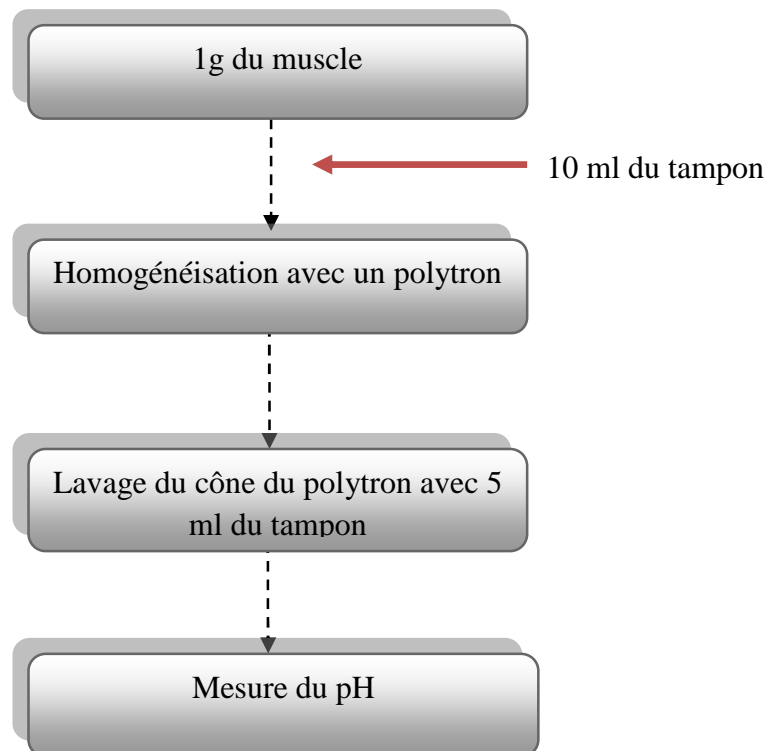 1g du muscle
10 ml du tampon
Homogénéisation avec un polytron
Lavage du cône du polytron avec 5
ml du tampon
Mesure du pH